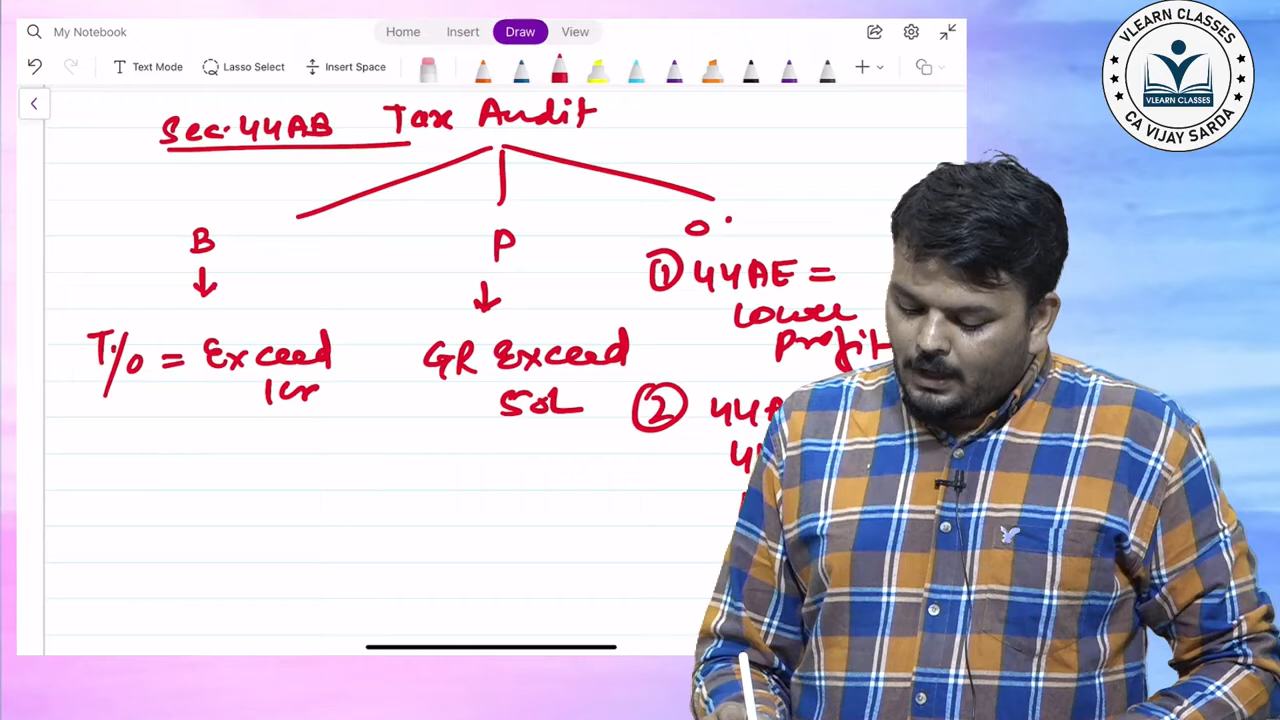 My Notebook
Home Insert Draw View
Text Mode Lasso Select Insert Space
Sec. 44AB Tax Audit
B
T/O = Exceed
1cr
P
GR Exceed
50L
O
① 44AE =
Lower
Profit
② 44A
VLEARN CLASSES
VLEARN CLASSES
CA VIJAY SARDA